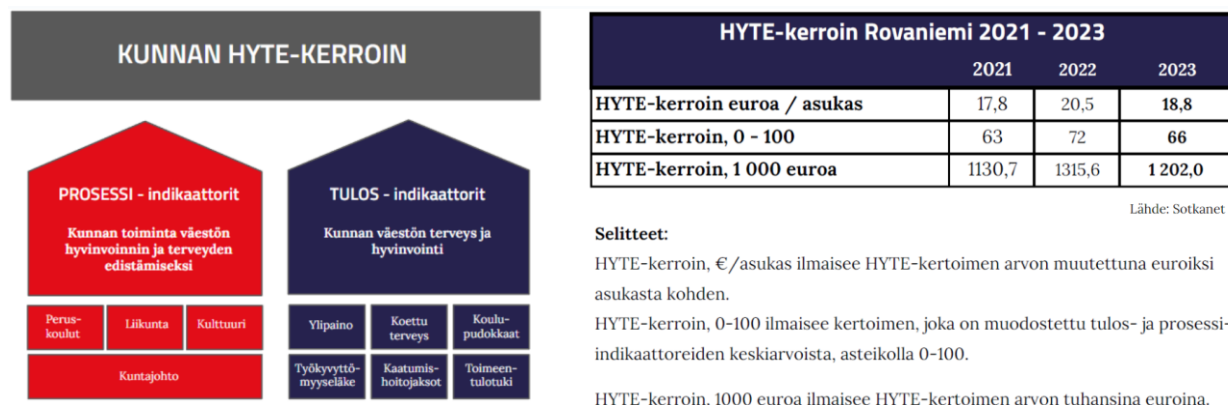 KUNNAN HYTE-KERROIN
PROSESSI - indikaattorit
Kunnan toiminta väestön
hyvinvoinnin ja terveyden
edistämiseksi
Perus-
koulut
Liikunta
Kulttuuri
Kuntajohto
TULOS - indikaattorit
Kunnan väestön terveys ja
hyvinvointi
Ylipaino
Koettu
terveys
Koulu-
pudokkaat
Työkyvyttö-
myyseläke
Kaatumis-
hoitojaksot
Toimeen-
tulotuki
HYTE-kerroin Rovaniemi 2021 - 2023
2021 2022 2023
HYTE-kerroin euroa / asukas 17,8 20,5 18,8
HYTE-kerroin, 0 - 100 63 72 66
HYTE-kerroin, 1 000 euroa 1130,7 1315,6 1 202,0
Lähde: Sotkanet
Selitteet:
HYTE-kerroin, €/asukas ilmaisee HYTE-kertoimen arvon muutettuna euroiksi
asukasta kohden.
HYTE-kerroin, 0-100 ilmaisee kertoimen, joka on muodostettu tulos- ja prosessi-
indikaattoreiden keskiarvoista, asteikolla 0-100.
HYTE-kerroin, 1000 euroa ilmaisee HYTE-kertoimen arvon tuhansina euroina.